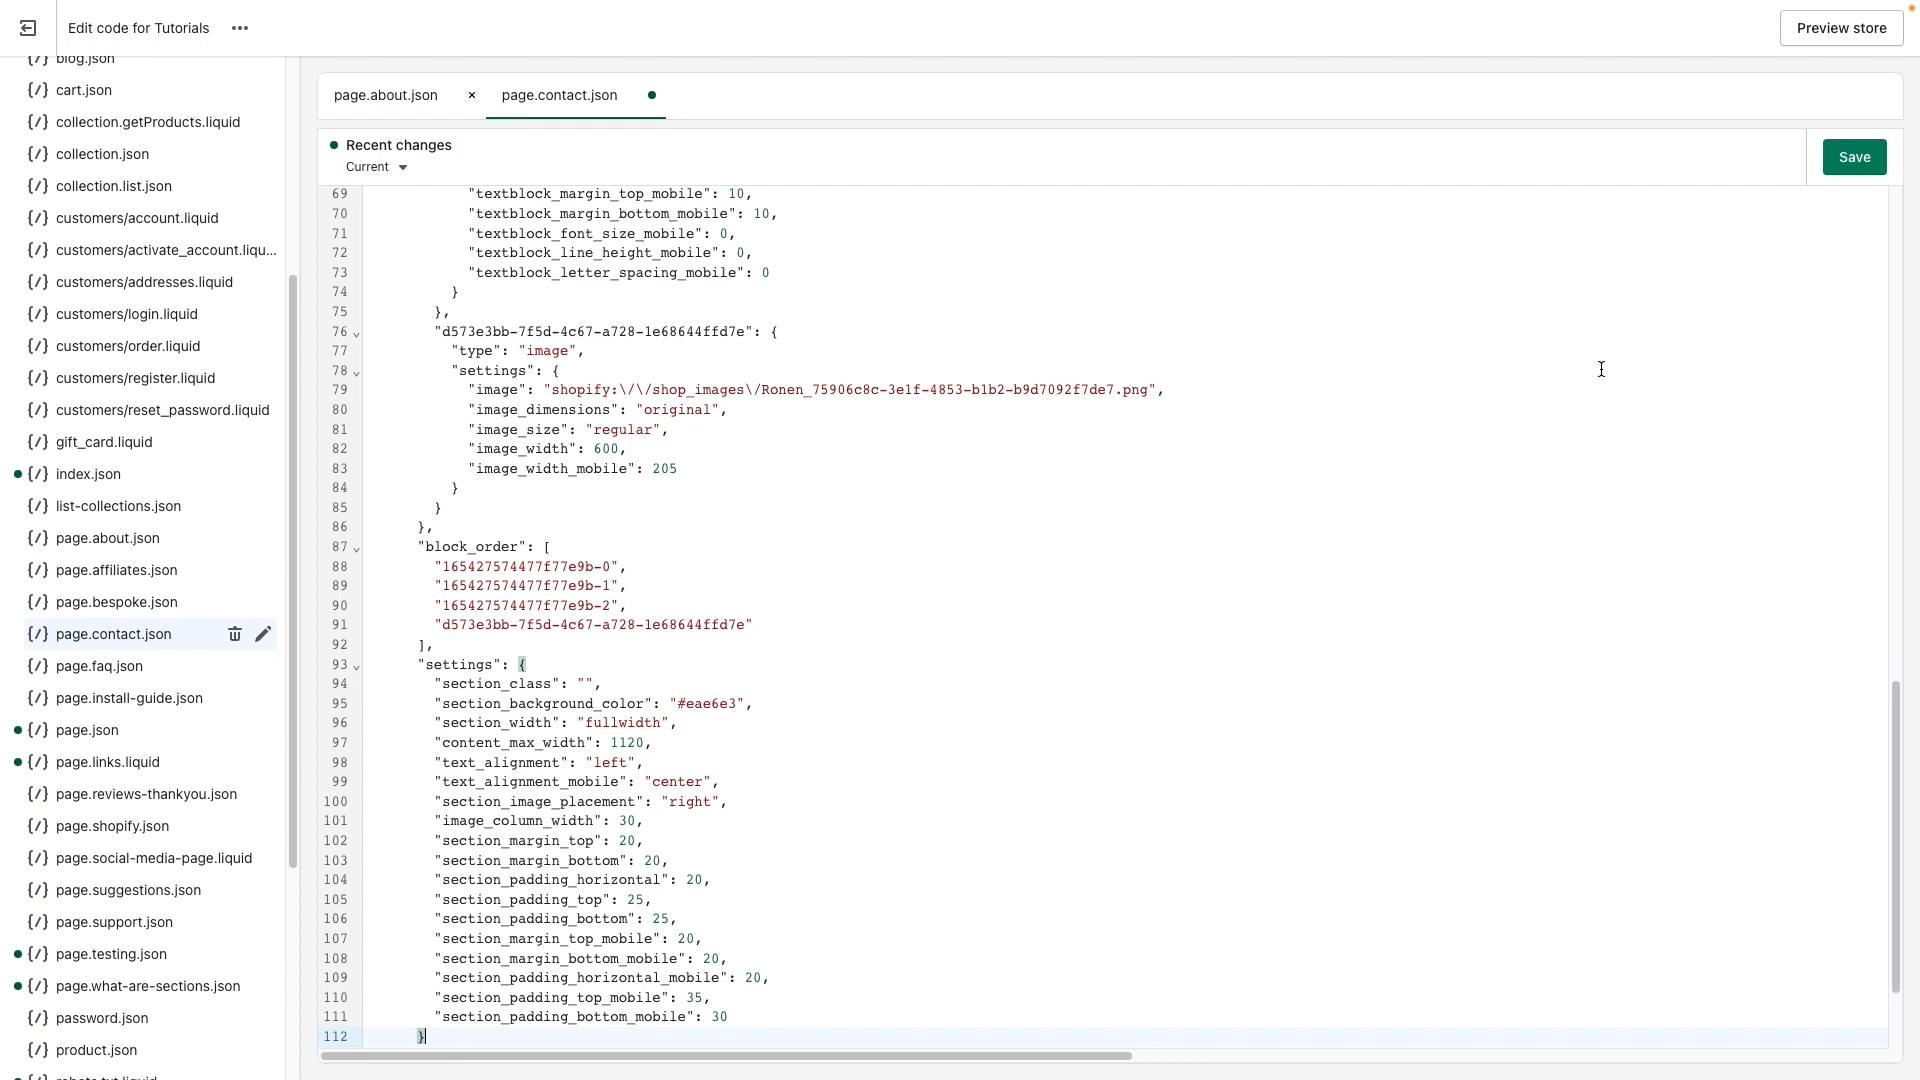 Edit code for Tutorials
Preview store
blog.json
cart.json
collection.getProducts.liquid
collection.json
collection.list.json
customers/account.liquid
customers/activate_account.liqu...
customers/addresses.liquid
customers/login.liquid
customers/order.liquid
customers/register.liquid
customers/reset_password.liquid
gift_card.liquid
index.json
list-collections.json
page.about.json
page.affiliates.json
page.bespoke.json
page.contact.json
page.faq.json
page.install-guide.json
page.json
page.links.liquid
page.reviews-thankyou.json
page.shopify.json
page.social-media-page.liquid
page.suggestions.json
page.support.json
page.testing.json
page.what-are-sections.json
password.json
product.json
robots.txt.liquid
page.about.json × page.contact.json
Recent changes
Current
Save
69 "textblock_margin_top_mobile": 10,
70 "textblock_margin_bottom_mobile": 10,
71 "textblock_font_size_mobile": 0,
72 "textblock_line_height_mobile": 0,
73 "textblock_letter_spacing_mobile": 0
74 }
75 },
76 "d573e3bb-7f5d-4c67-a728-1e68644ffd7e": {
77 "type": "image",
78 "settings": {
79 "image": "shopify:\/\/shop_images\/Ronen_75906c8c-3e1f-4853-b1b2-b9d7092f7de7.png",
80 "image_dimensions": "original",
81 "image_size": "regular",
82 "image_width": 600,
83 "image_width_mobile": 205
84 }
85 }
86 },
87 "block_order": [
88 "165427574477f77e9b-0",
89 "165427574477f77e9b-1",
90 "165427574477f77e9b-2",
91 "d573e3bb-7f5d-4c67-a728-1e68644ffd7e"
92 ],
93 "settings": {
94 "section_class": "",
95 "section_background_color": "#eae6e3",
96 "section_width": "fullwidth",
97 "content_max_width": 1120,
98 "text_alignment": "left",
99 "text_alignment_mobile": "center",
100 "section_image_placement": "right",
101 "image_column_width": 30,
102 "section_margin_top": 20,
103 "section_margin_bottom": 20,
104 "section_padding_horizontal": 20,
105 "section_padding_top": 25,
106 "section_padding_bottom": 25,
107 "section_margin_top_mobile": 20,
108 "section_margin_bottom_mobile": 20,
109 "section_padding_horizontal_mobile": 20,
110 "section_padding_top_mobile": 35,
111 "section_padding_bottom_mobile": 30
112 }